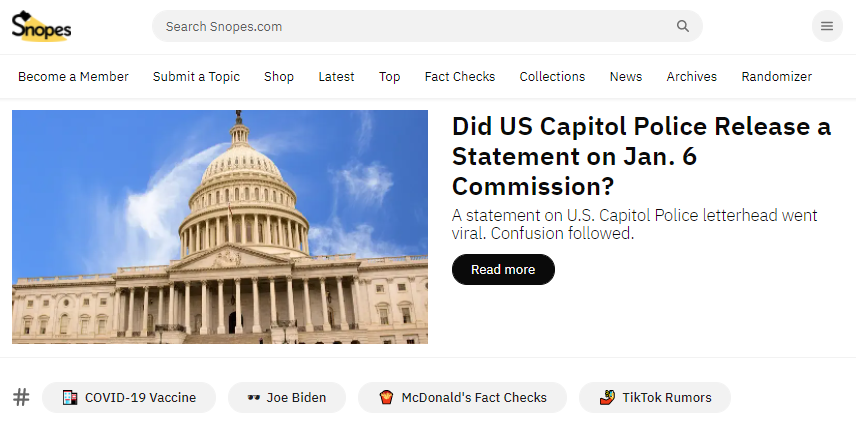 Snopes
Search Snopes.com
Become a Member Submit a Topic Shop Latest Top Fact Checks Collections News Archives Randomizer
Did US Capitol Police Release a
Statement on Jan. 6
Commission?
A statement on U.S. Capitol Police letterhead went
viral. Confusion followed.
Read more
# COVID-19 Vaccine Joe Biden McDonald's Fact Checks TikTok Rumors